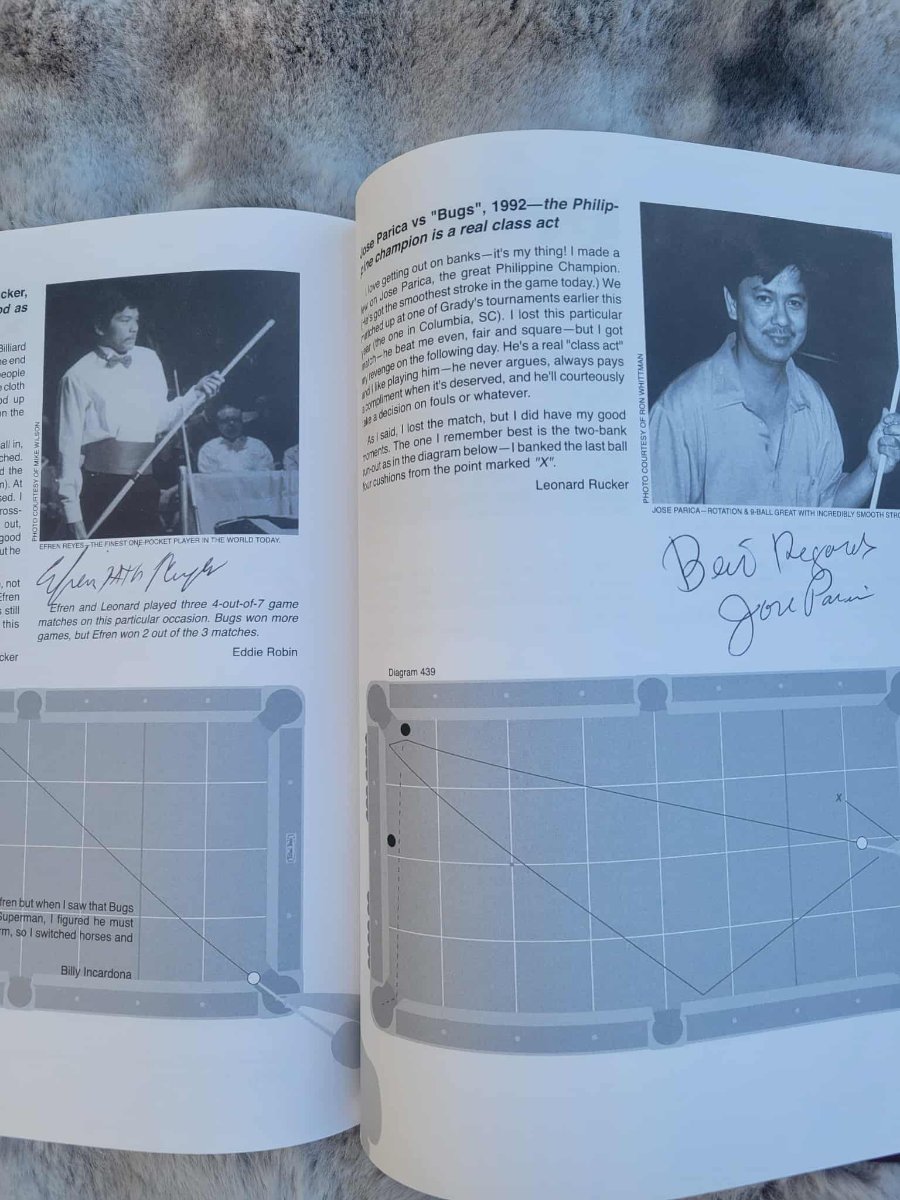 cker,
od as
Billiard
he end
people
e cloth
od up
on the
all in,
ched.
d the
n). At
sed. I
ross-
out,
good
ut he
, not
Efren
s still
this
cker
PHOTO COURTESY OF MIKE WILSON
EFREN REYES—THE FINEST ONE-POCKET PLAYER IN THE WORLD TODAY.
Efren Reyes
Efren and Leonard played three 4-out-of-7 game
matches on this particular occasion. Bugs won more
games, but Efren won 2 out of the 3 matches.
Eddie Robin
fren but when I saw that Bugs
Superman, I figured he must
rm, so I switched horses and
Billy Incardona
Jose Parica vs "Bugs", 1992—the Philip-
pine champion is a real class act
I love getting out on banks—it's my thing! I made a
few on Jose Parica, the great Philippine Champion.
(He's got the smoothest stroke in the game today.) We
matched up at one of Grady's tournaments earlier this
year (the one in Columbia, SC). I lost this particular
match—he beat me even, fair and square—but I got
my revenge on the following day. He's a real "class act"
and I like playing him—he never argues, always pays
a compliment when it's deserved, and he'll courteously
take a decision on fouls or whatever.
As I said, I lost the match, but I did have my good
moments. The one I remember best is the two-bank
run-out as in the diagram below—I banked the last ball
four cushions from the point marked "X".
Leonard Rucker
PHOTO COURTESY OF RON WHITTMAN
JOSE PARICA—ROTATION & 9-BALL GREAT WITH INCREDIBLY SMOOTH STRO
Best Regards
Jose Parica
Diagram 439
X